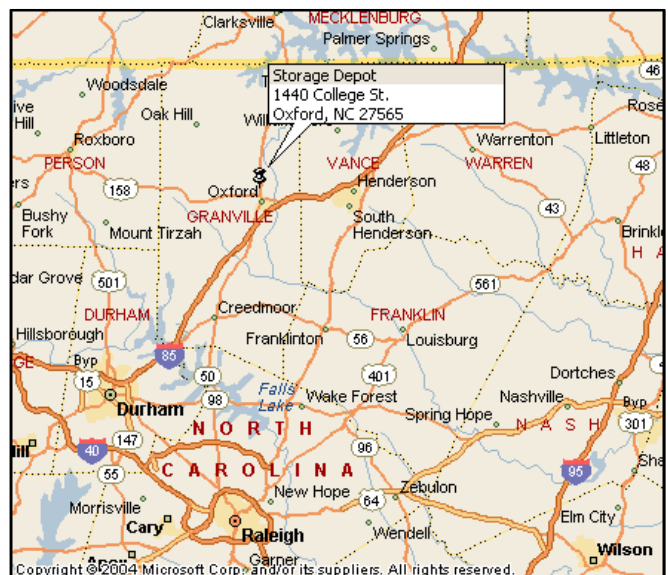 MECKLENBURG
Clarksville
Palmer Springs
46
Storage Depot
1440 College St.
Oxford, NC 27565
Woodsdale
Oak Hill
Roxboro
PERSON
Warrenton
Littleton
VANCE
WARREN
48
158
Oxford
Henderson
GRANVILLE
43
Bushy
Fork
Mount Tirzah
South
Henderson
501
561
DURHAM
Creedmoor
FRANKLIN
Hillsborough
Franklinton
56
Louisburg
85
Byp
15
50
401
Dortches
Falls
Lake
Durham
98
Wake Forest
Nashville
Byp
Spring Hope
301
NORTH
NASH
147
40
96
CAROLINA
95
55
New Hope
64
Zebulon
Morrisville
Elm City
Cary
Raleigh
Wendell
Wilson
Garner
Copyright © 2004 Microsoft Corp. and/or its suppliers. All rights reserved.